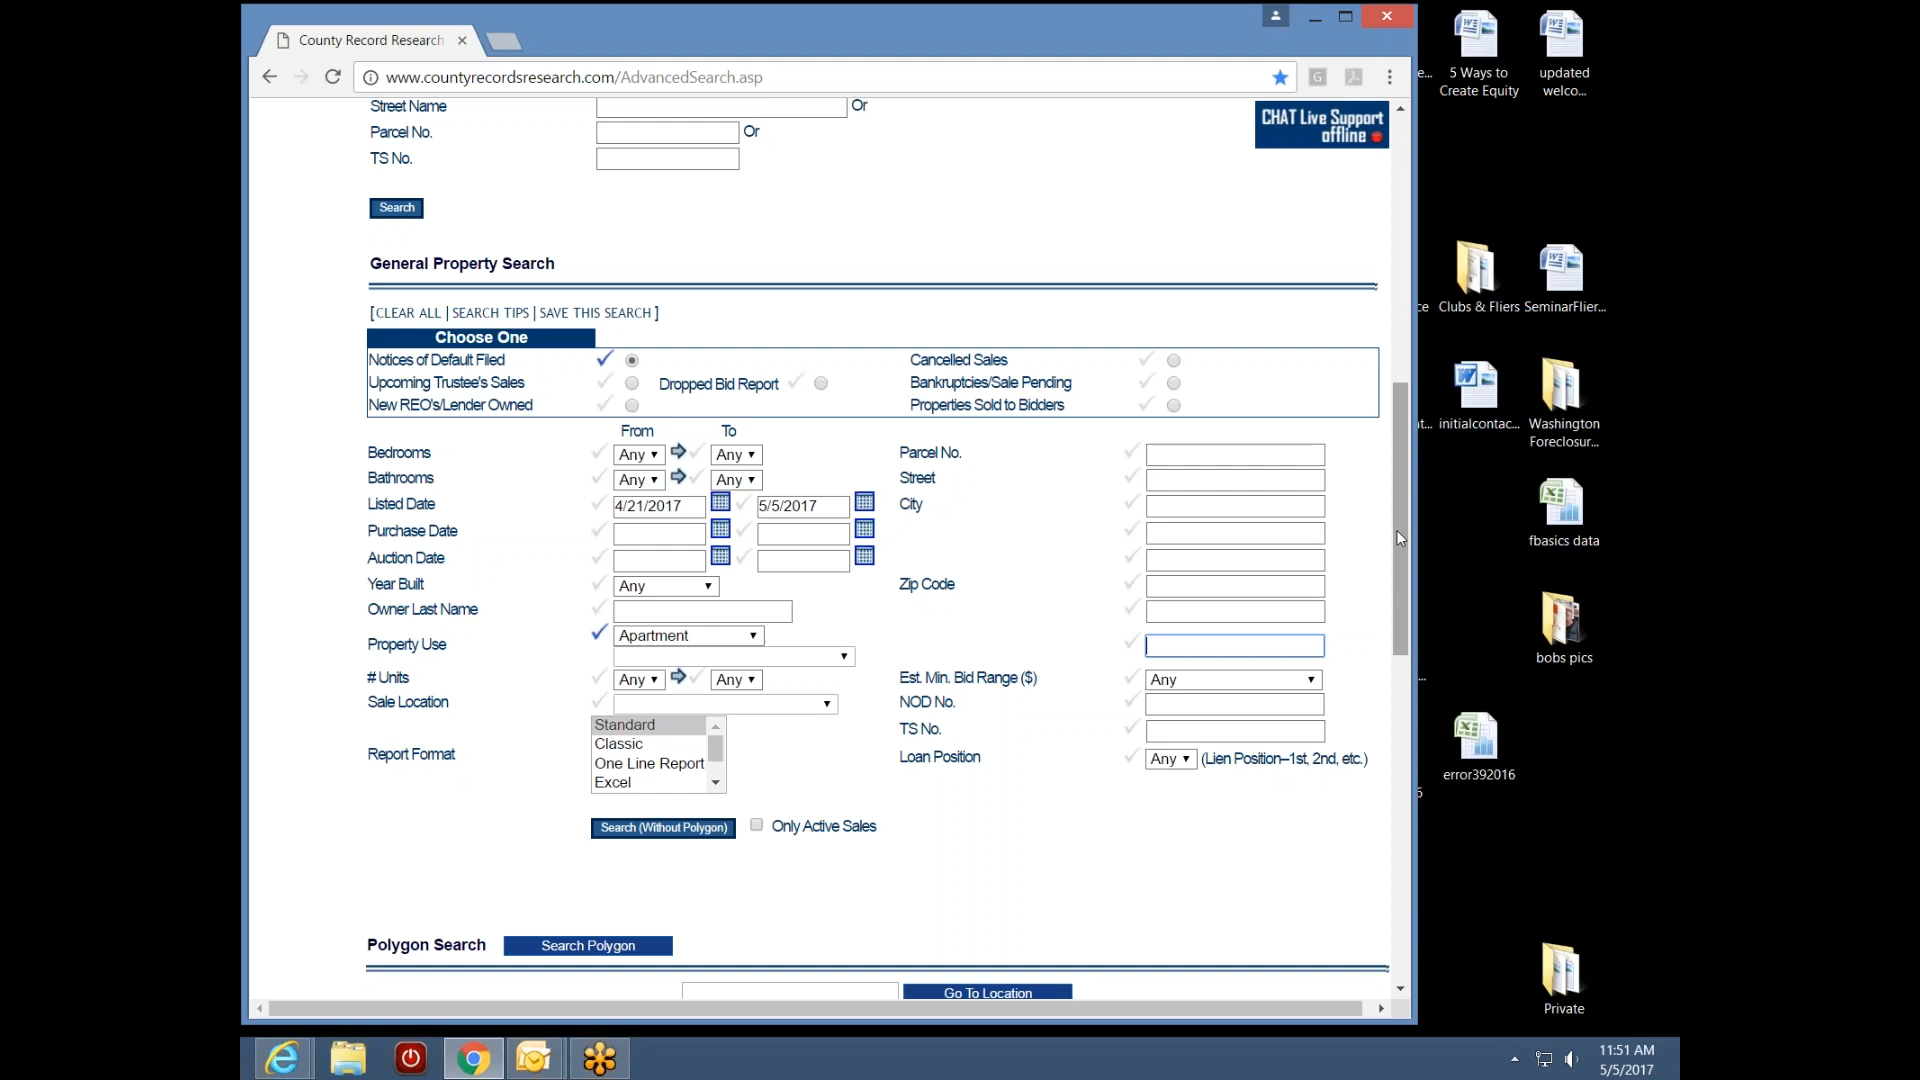 County Record Research
www.countyrecordsresearch.com/AdvancedSearch.asp
Street Name Or
Parcel No. Or
TS No.
CHAT Live Support
offline
Search
General Property Search
[CLEAR ALL | SEARCH TIPS | SAVE THIS SEARCH ]
Choose One
Notices of Default Filed Cancelled Sales
Upcoming Trustee's Sales Dropped Bid Report Bankruptcies/Sale Pending
New REO's/Lender Owned Properties Sold to Bidders
From To
Bedrooms Any Any Parcel No.
Bathrooms Any Any Street
Listed Date 4/21/2017 5/5/2017 City
Purchase Date
Auction Date
Year Built Any Zip Code
Owner Last Name
Property Use Apartment
# Units Any Any Est. Min. Bid Range ($) Any
Sale Location NOD No.
Standard TS No.
Classic
Report Format Loan Position Any (Lien Position--1st, 2nd, etc.)
One Line Report
Excel
Search (Without Polygon) Only Active Sales
Polygon Search Search Polygon
Go To Location
e...
5 Ways to
Create Equity
updated
welco...
ce
Clubs & Fliers
SeminarFlier...
t...
initialcontac...
Washington
Foreclosur...
fbasics data
bobs pics
...
error392016
6
Private
11:51 AM
5/5/2017